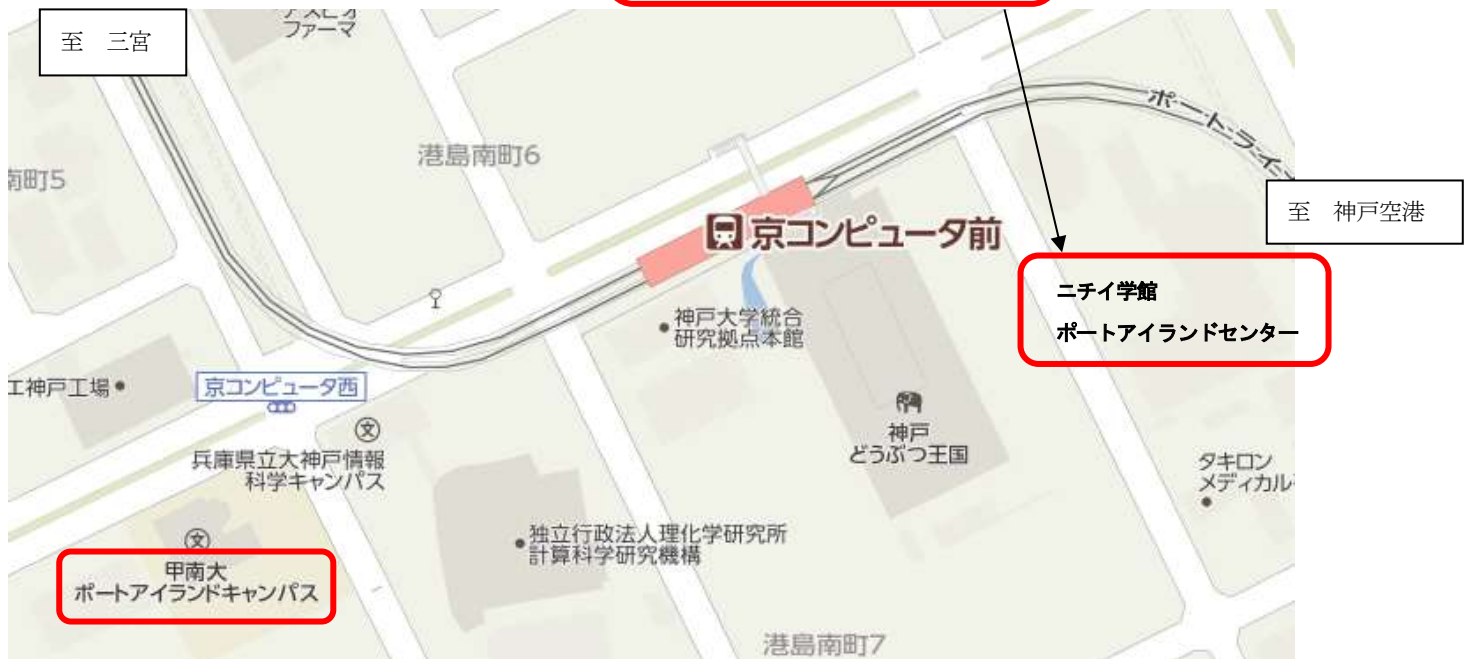 至　三宮
アスピオ
ファーマ
港島南町6
南町5
ポートライ
至　神戸空港
京コンピュータ前
ニチイ学館
ポートアイランドセンター
神戸大学統合
研究拠点本館
工神戸工場
京コンピュータ西
神戸
どうぶつ王国
文
兵庫県立大神戸情報
科学キャンパス
タキロン
メディカル
独立行政法人理化学研究所
計算科学研究機構
文
甲南大
ポートアイランドキャンパス
港島南町7